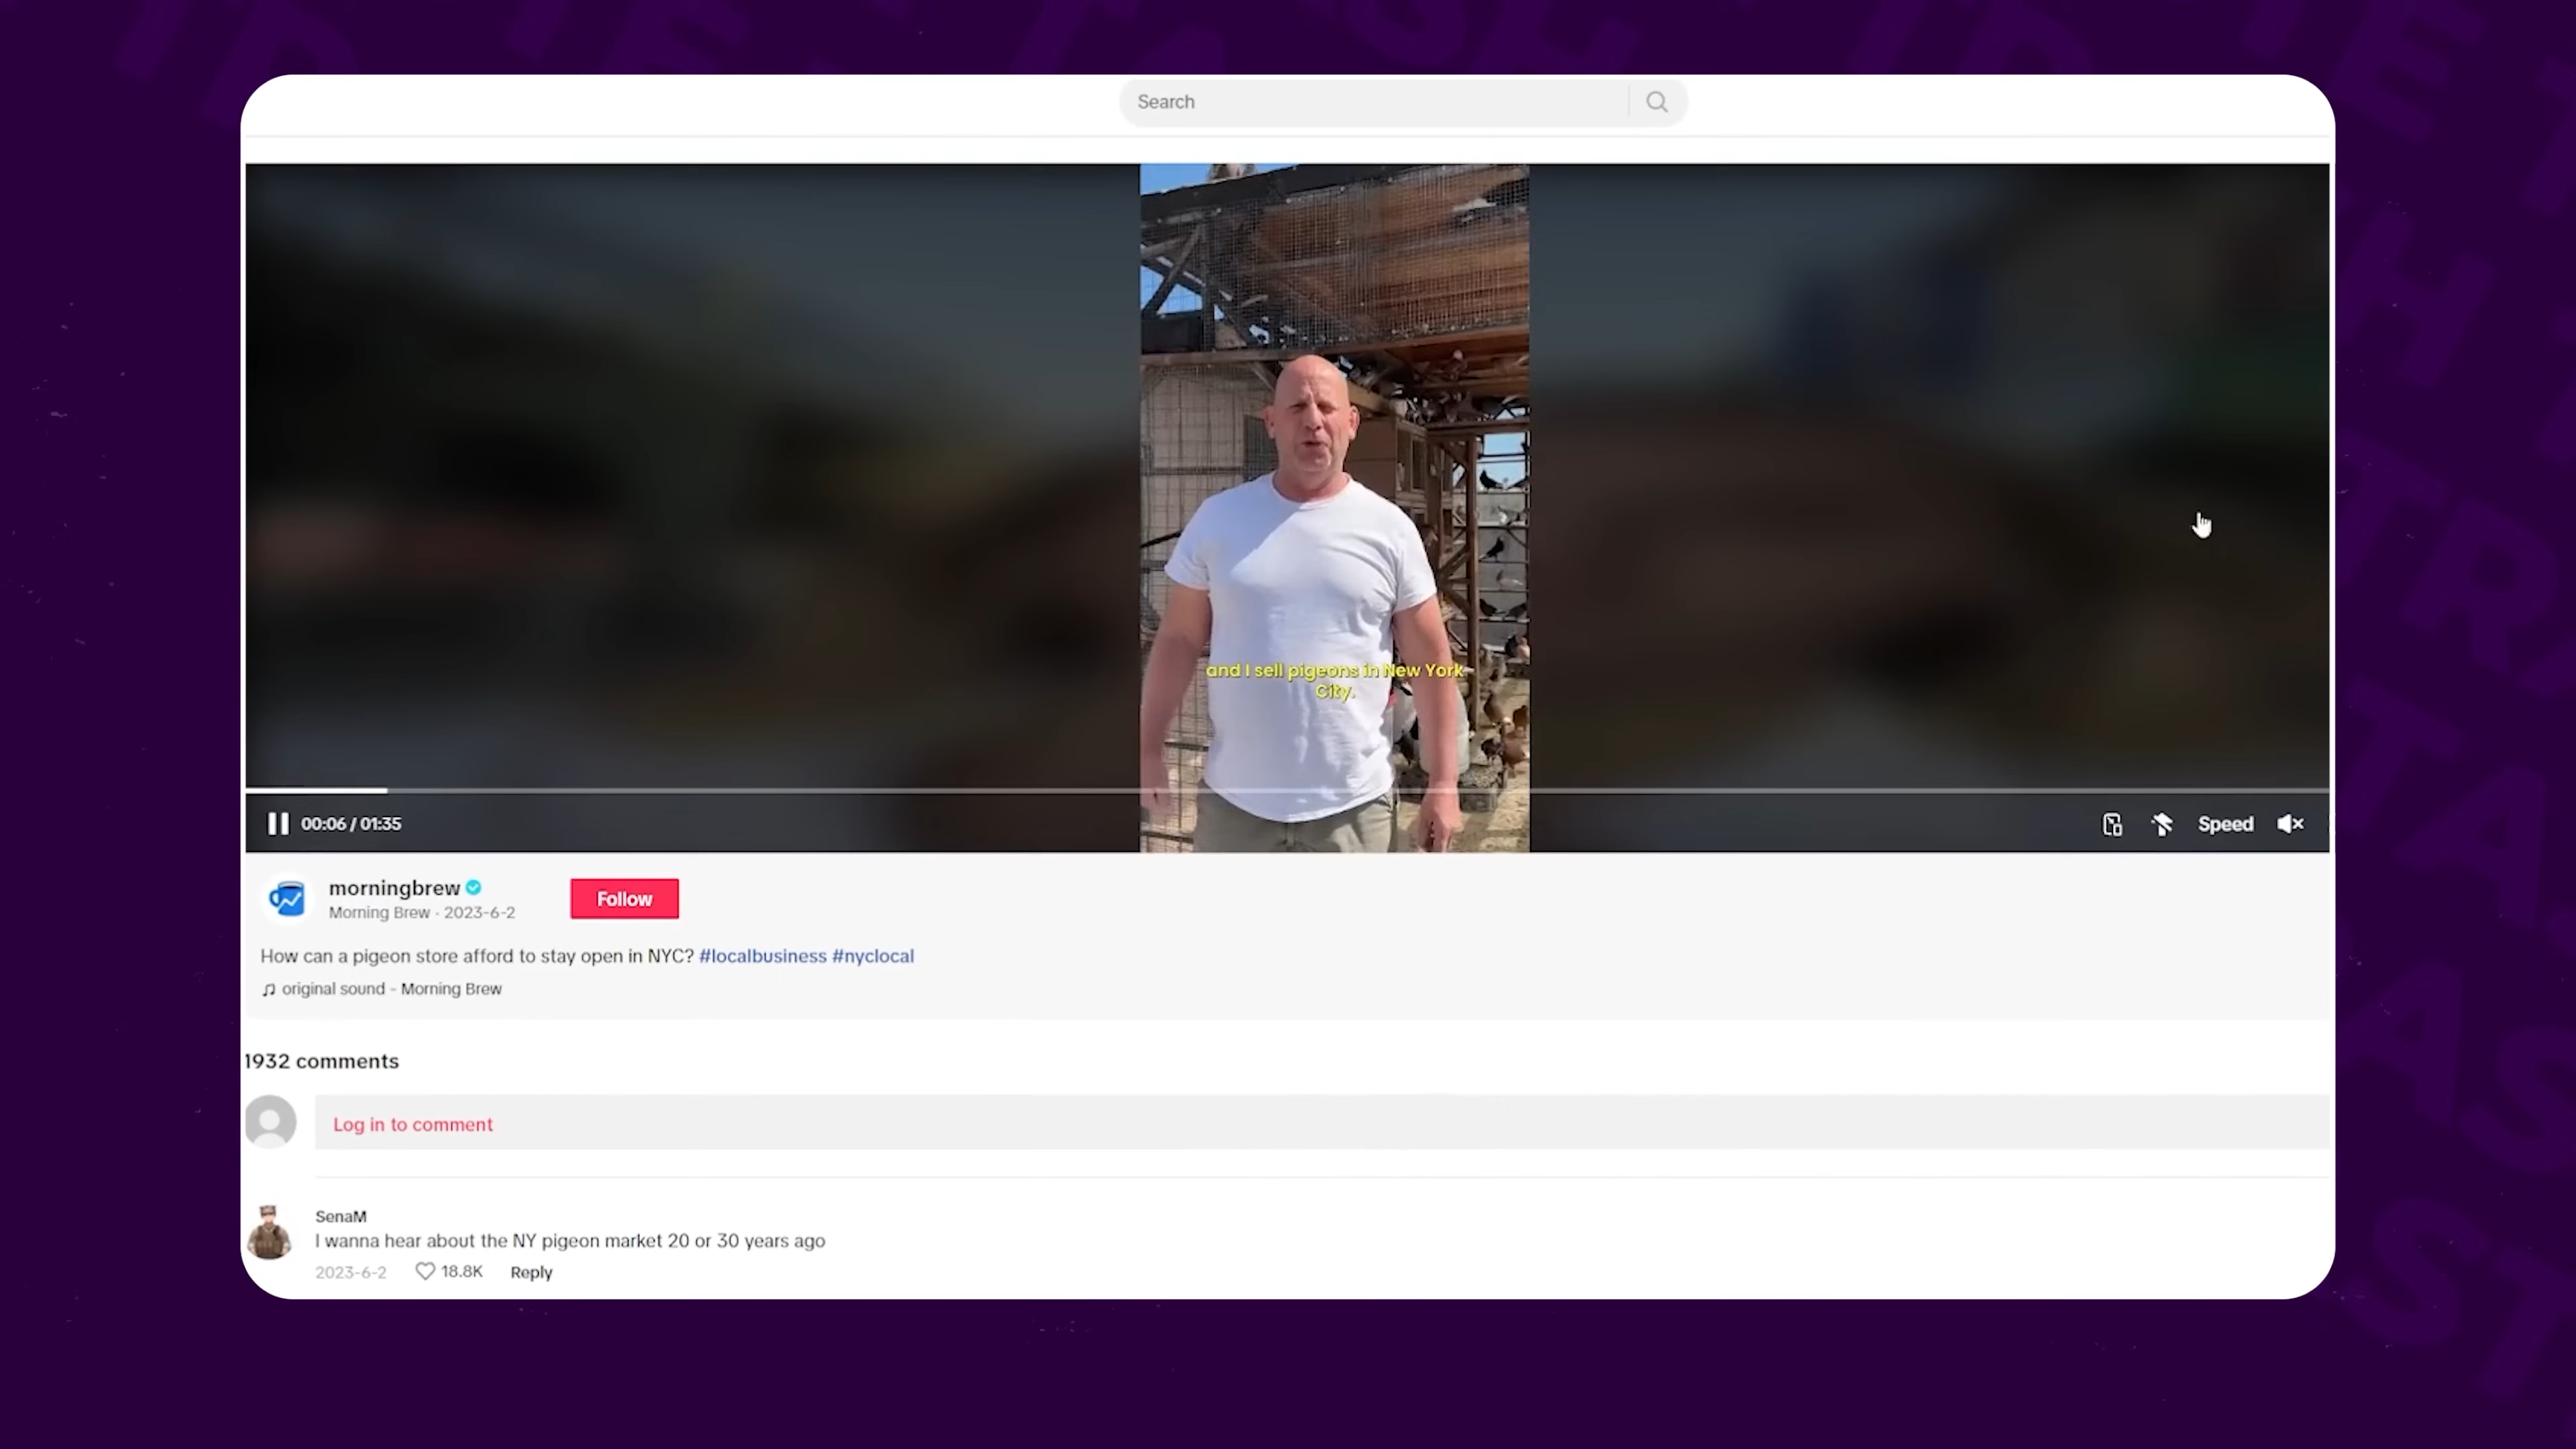 Search
and I sell pigeons in New York
City.
00:06 / 01:35
Speed
morningbrew
Morning Brew · 2023-6-2
Follow
How can a pigeon store afford to stay open in NYC? #localbusiness #nyclocal
original sound - Morning Brew
1932 comments
Log in to comment
SenaM
I wanna hear about the NY pigeon market 20 or 30 years ago
2023-6-2 18.8K Reply